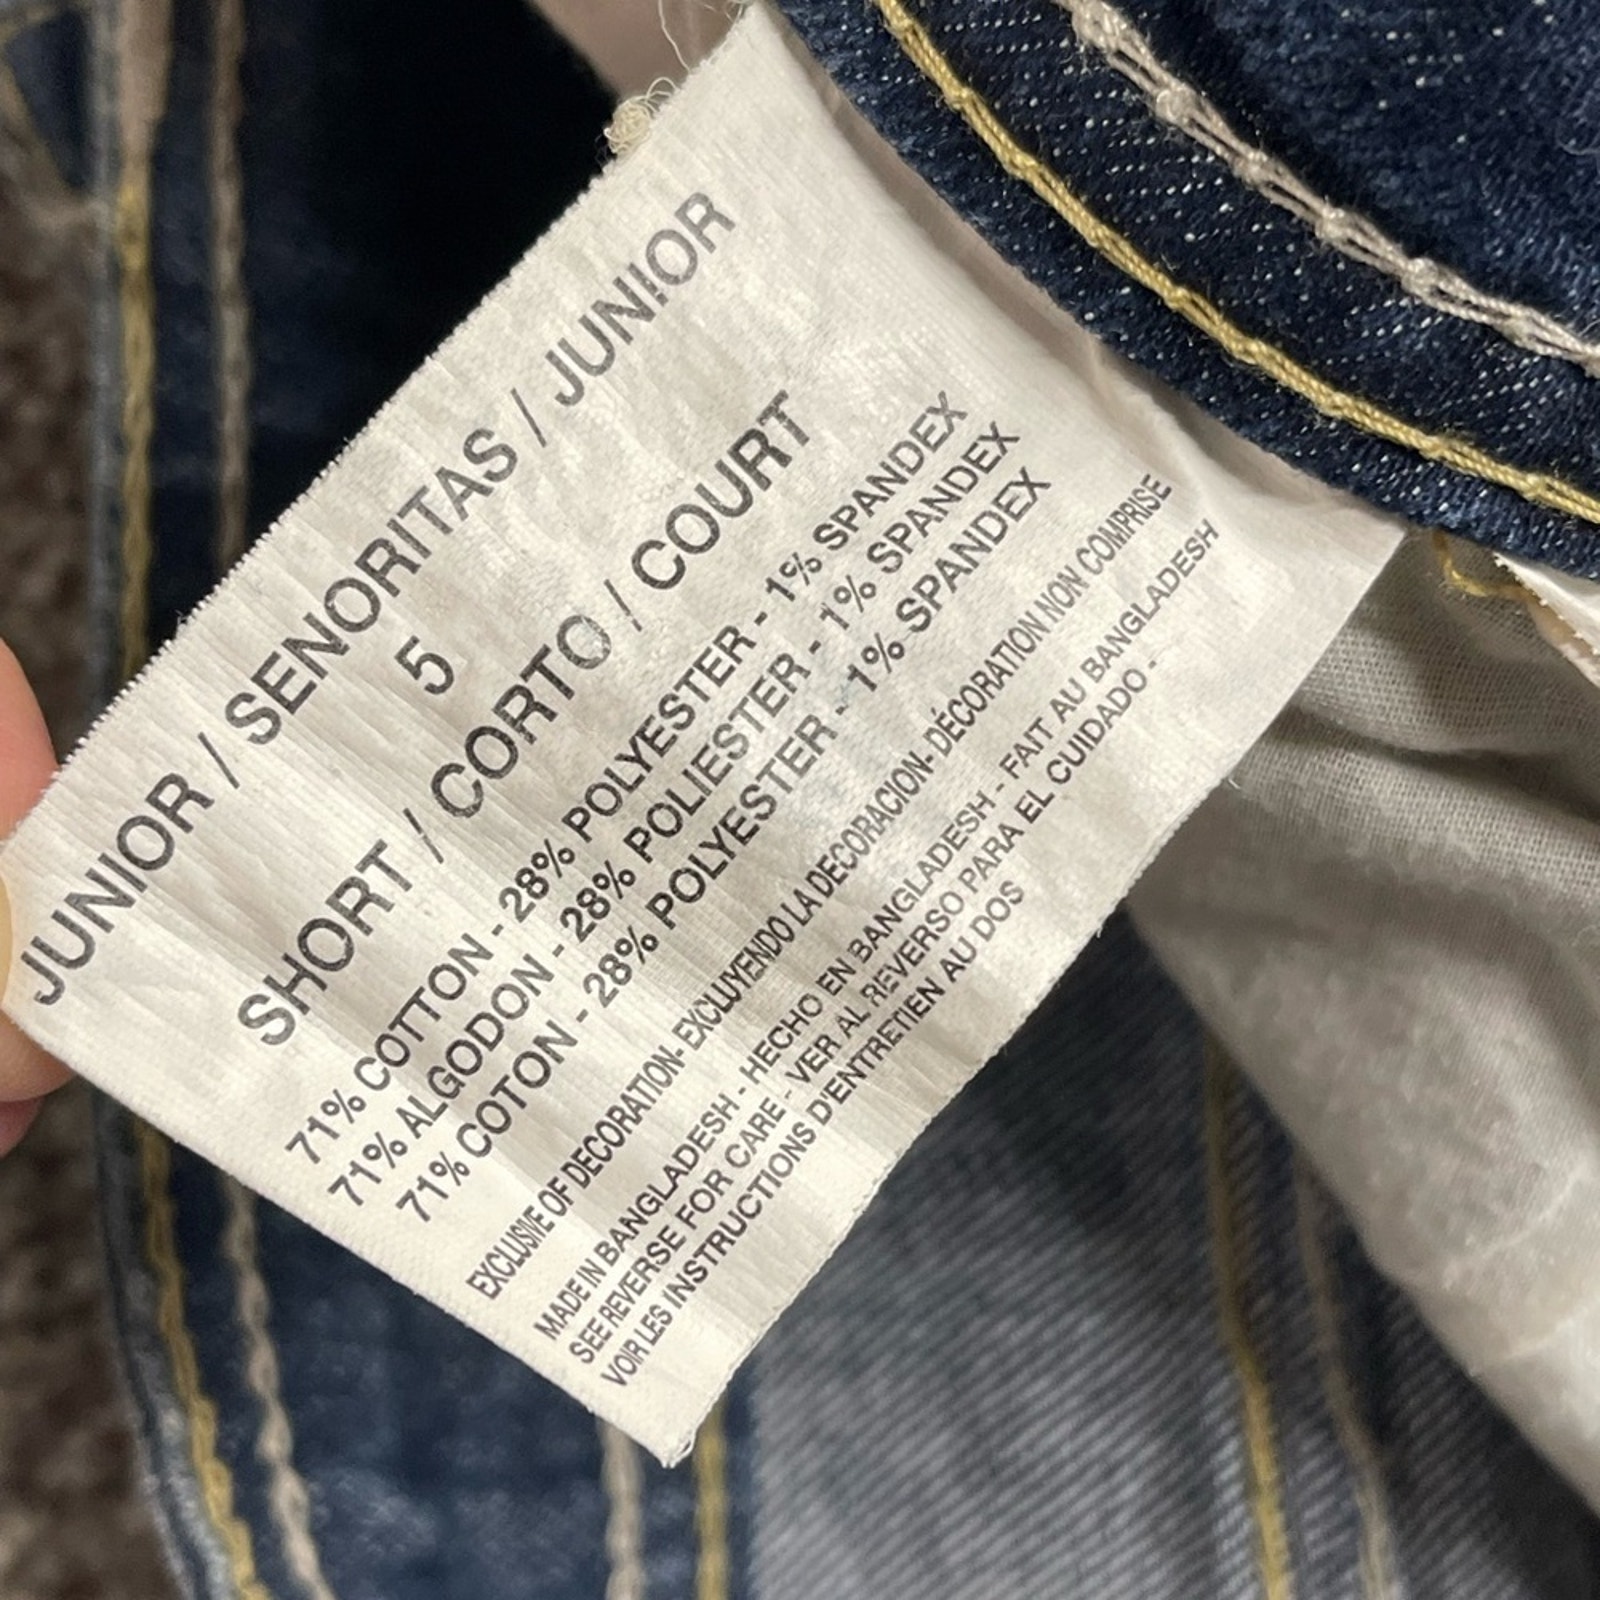 JUNIOR / SENORITAS / JUNIOR
5
SHORT / CORTO / COURT
71% COTTON - 28% POLYESTER - 1% SPANDEX
71% ALGODON - 28% POLIESTER - 1% SPANDEX
71% COTON - 28% POLYESTER - 1% SPANDEX
EXCLUSIVE OF DECORATION- EXCLUYENDO LA DECORACION- DÉCORATION NON COMPRISE
MADE IN BANGLADESH - HECHO EN BANGLADESH - FAIT AU BANGLADESH
SEE REVERSE FOR CARE - VER AL REVERSO PARA EL CUIDADO -
VOIR LES INSTRUCTIONS D'ENTRETIEN AU DOS